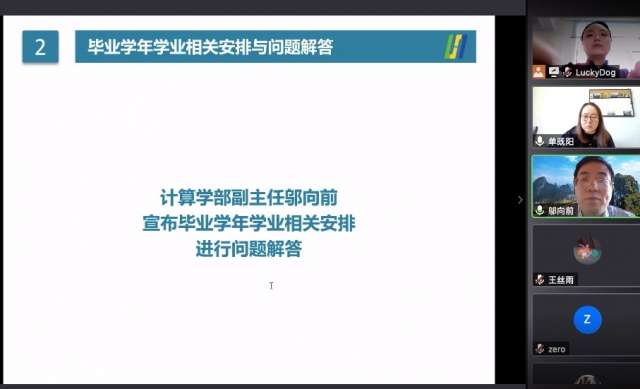 2
毕业学年学业相关安排与问题解答
计算学部副主任邬向前
宣布毕业学年学业相关安排
进行问题解答
LuckyDog
单既阳
邬向前
王丝雨
Z
zero